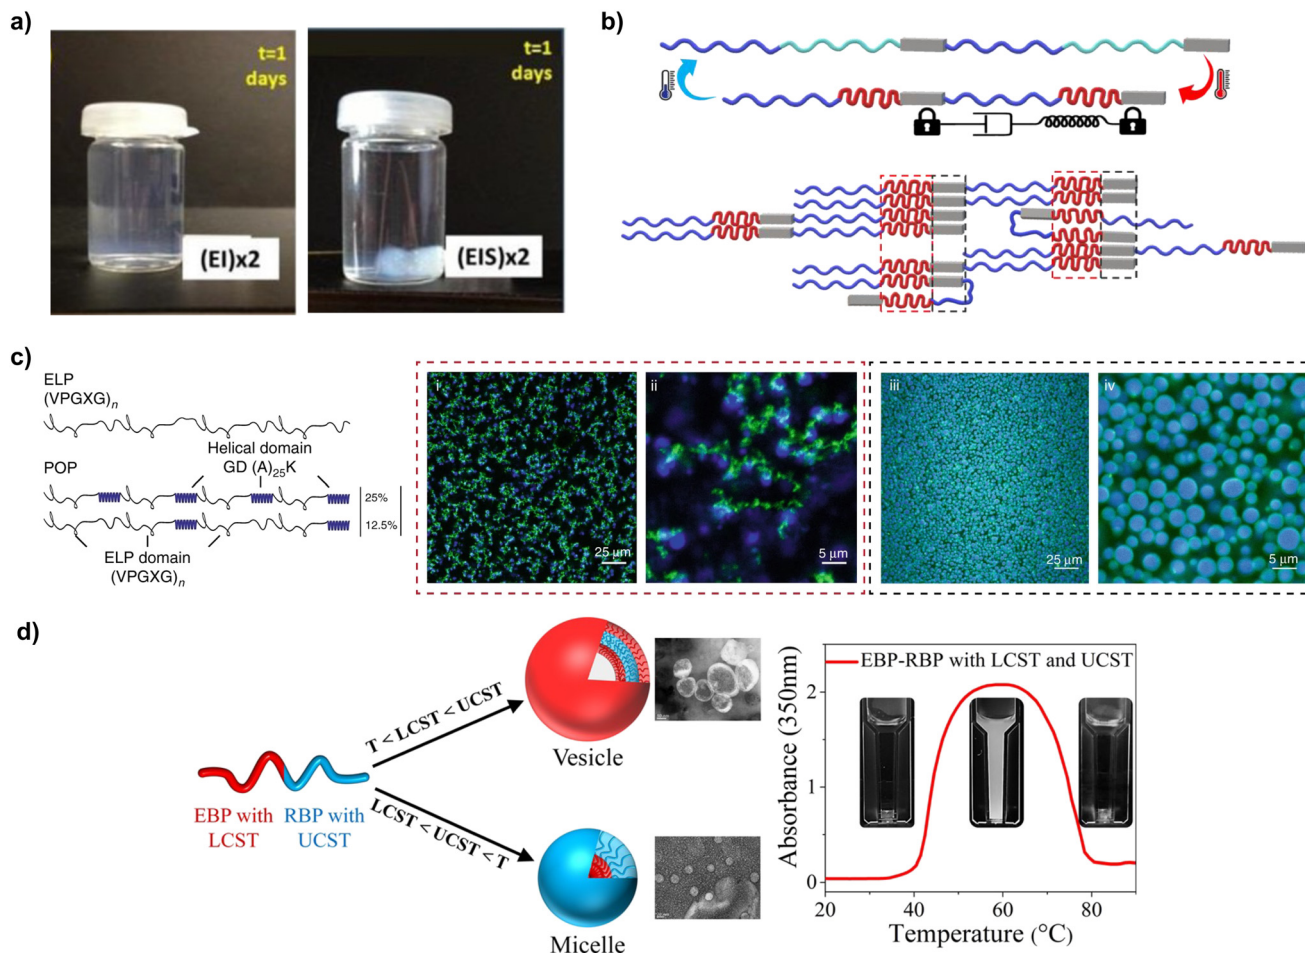 a)
t=1
days
(EI)x2
t=1
days
(EIS)x2
b)
c)
ELP
(VPGXG)n
POP
Helical domain
GD (A)25K
25%
12.5%
ELP domain
(VPGXG)n
i
25 μm
ii
5 μm
iii
25 μm
iv
5 μm
d)
EBP with
LCST
RBP with
UCST
T < LCST < UCST
LCST < UCST < T
Vesicle
Micelle
EBP-RBP with LCST and UCST
Absorbance (350nm)
2
1
0
20
40
60
80
Temperature (°C)